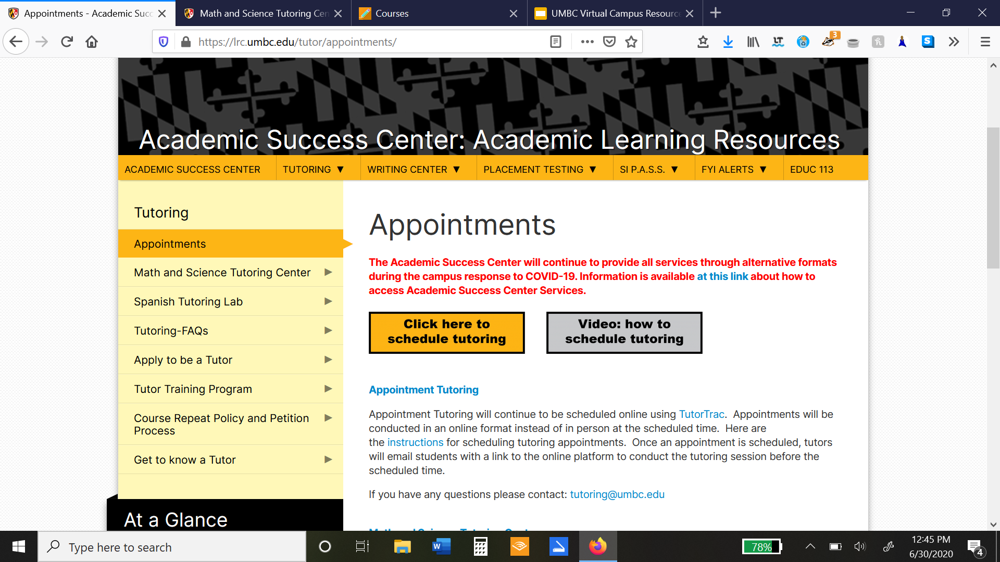 Appointments - Academic Succ
Math and Science Tutoring Cen
Courses
UMBC Virtual Campus Resource
https://lrc.umbc.edu/tutor/appointments/
3
Academic Success Center: Academic Learning Resources
ACADEMIC SUCCESS CENTER
TUTORING ▼
WRITING CENTER ▼
PLACEMENT TESTING ▼
SI P.A.S.S. ▼
FYI ALERTS ▼
EDUC 113
Tutoring
Appointments
Math and Science Tutoring Center
Spanish Tutoring Lab
Tutoring-FAQs
Apply to be a Tutor
Tutor Training Program
Course Repeat Policy and Petition
Process
Get to know a Tutor
At a Glance
Appointments
The Academic Success Center will continue to provide all services through alternative formats
during the campus response to COVID-19. Information is available at this link about how to
access Academic Success Center Services.
Click here to
schedule tutoring
Video: how to
schedule tutoring
Appointment Tutoring
Appointment Tutoring will continue to be scheduled online using TutorTrac.  Appointments will be
conducted in an online format instead of in person at the scheduled time.  Here are
the instructions for scheduling tutoring appointments.  Once an appointment is scheduled, tutors
will email students with a link to the online platform to conduct the tutoring session before the
scheduled time.
If you have any questions please contact: tutoring@umbc.edu
Type here to search
78%
12:45 PM
6/30/2020
4